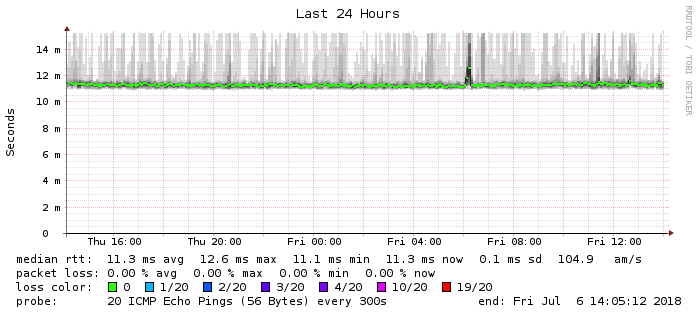 Last 24 Hours
RRDTOOL / TOBI OETIKER
Seconds
14 m
12 m
10 m
8 m
6 m
4 m
2 m
0
Thu 16:00 Thu 20:00 Fri 00:00 Fri 04:00 Fri 08:00 Fri 12:00
median rtt: 11.3 ms avg 12.6 ms max 11.1 ms min 11.3 ms now 0.1 ms sd 104.9 am/s
packet loss: 0.00 % avg 0.00 % max 0.00 % min 0.00 % now
loss color: 0 1/20 2/20 3/20 4/20 10/20 19/20
probe: 20 ICMP Echo Pings (56 Bytes) every 300s end: Fri Jul 6 14:05:12 2018